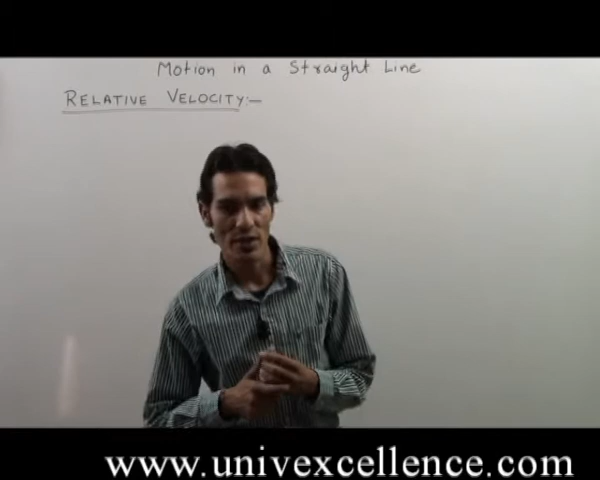 Motion in a Straight Line
RELATIVE VELOCITY:-
www.univexcellence.com